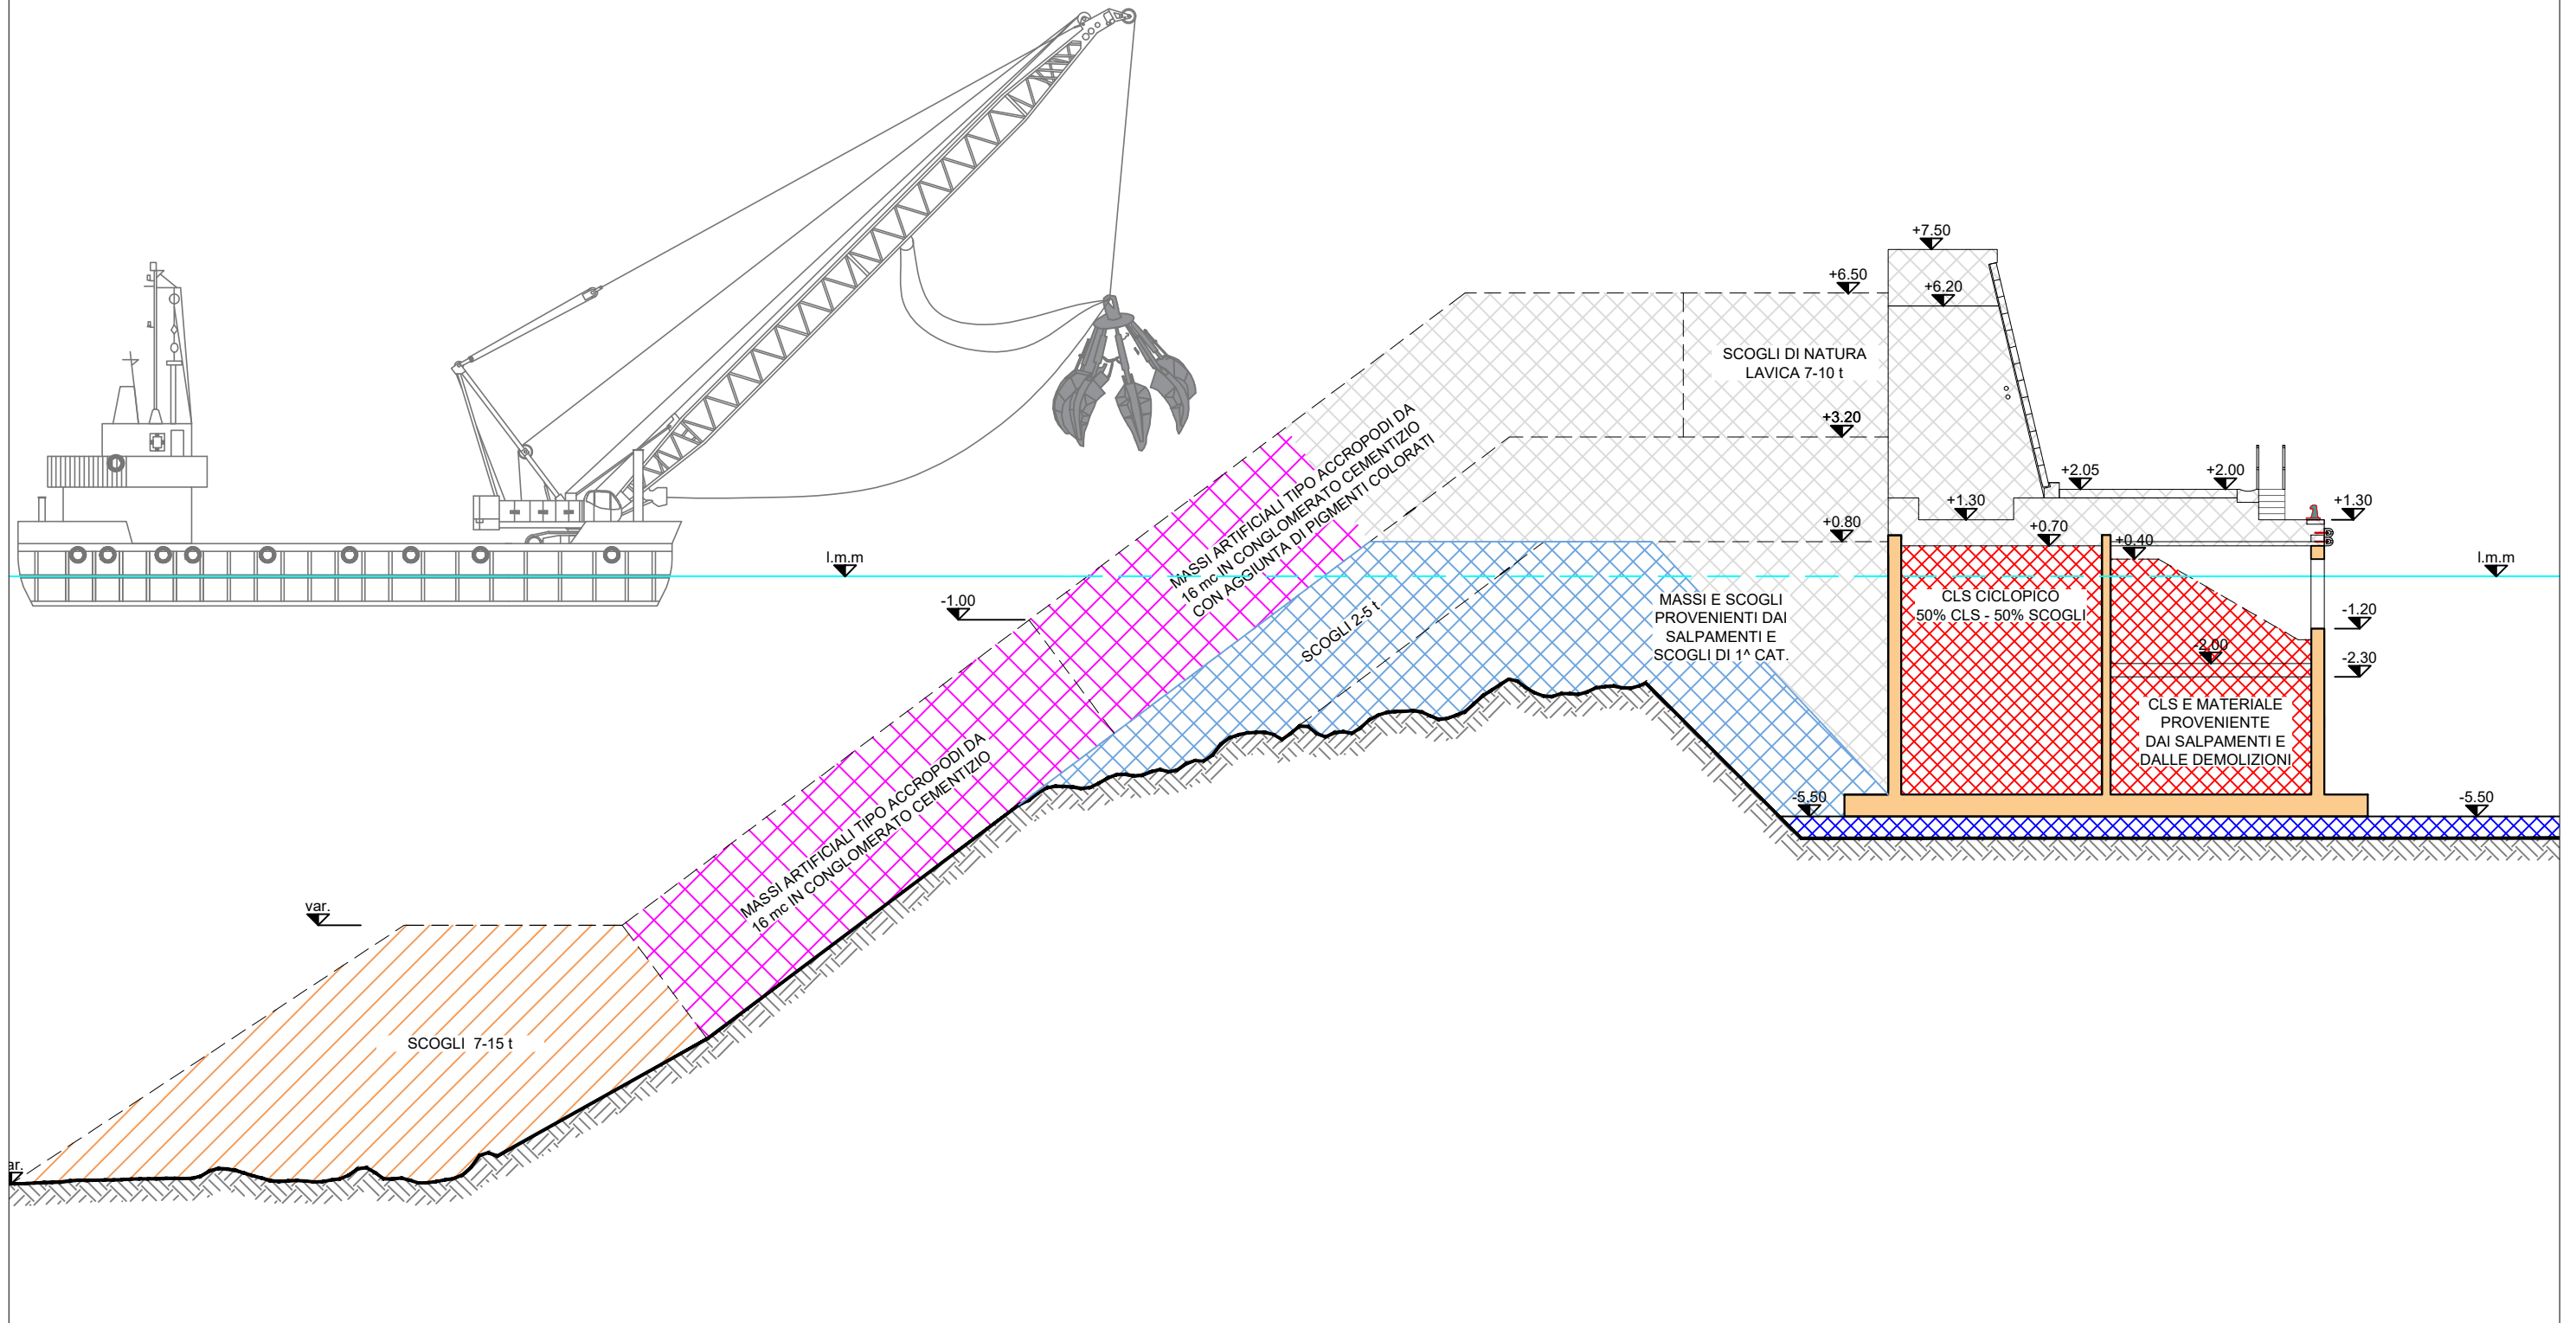 +7.50
+6.50
+6.20
SCOGLI DI NATURA
LAVICA 7-10 t
+3.20
+2.05
+2.00
+1.30
+1.30
+0.80
+0.70
+0.40
l.m.m
l.m.m
MASSI ARTIFICIALI TIPO ACCROPODI DA
16 mc IN CONGLOMERATO CEMENTIZIO
CON AGGIUNTA DI PIGMENTI COLORATI
-1.00
SCOGLI 2-5 t
MASSI E SCOGLI
PROVENIENTI DAI
SALPAMENTI E
SCOGLI DI 1^ CAT.
CLS CICLOPICO
50% CLS - 50% SCOGLI
-1.20
-2.00
-2.30
CLS E MATERIALE
PROVENIENTE
DAI SALPAMENTI E
DALLE DEMOLIZIONI
-5.50
-5.50
MASSI ARTIFICIALI TIPO ACCROPODI DA
16 mc IN CONGLOMERATO CEMENTIZIO
var.
SCOGLI 7-15 t
ar.